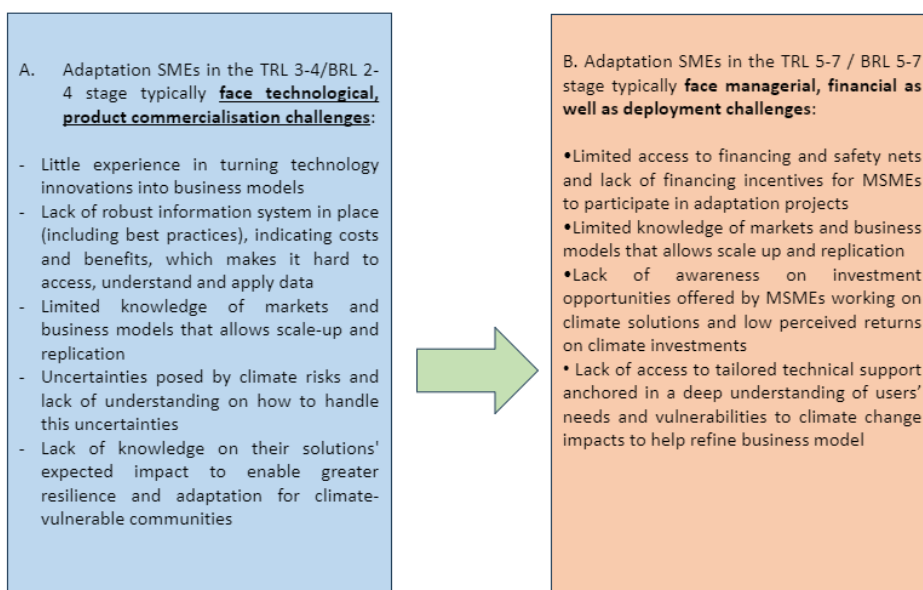 A. Adaptation SMEs in the TRL 3-4/BRL 2-
4 stage typically face technological,
product commercialisation challenges:
- Little experience in turning technology
innovations into business models
- Lack of robust information system in place
(including best practices), indicating costs
and benefits, which makes it hard to
access, understand and apply data
- Limited knowledge of markets and
business models that allows scale-up and
replication
- Uncertainties posed by climate risks and
lack of understanding on how to handle
this uncertainties
- Lack of knowledge on their solutions'
expected impact to enable greater
resilience and adaptation for climate-
vulnerable communities
B. Adaptation SMEs in the TRL 5-7 / BRL 5-7
stage typically face managerial, financial as
well as deployment challenges:
•Limited access to financing and safety nets
and lack of financing incentives for MSMEs
to participate in adaptation projects
•Limited knowledge of markets and business
models that allows scale up and replication
•Lack of awareness on investment
opportunities offered by MSMEs working on
climate solutions and low perceived returns
on climate investments
• Lack of access to tailored technical support
anchored in a deep understanding of users’
needs and vulnerabilities to climate change
impacts to help refine business model